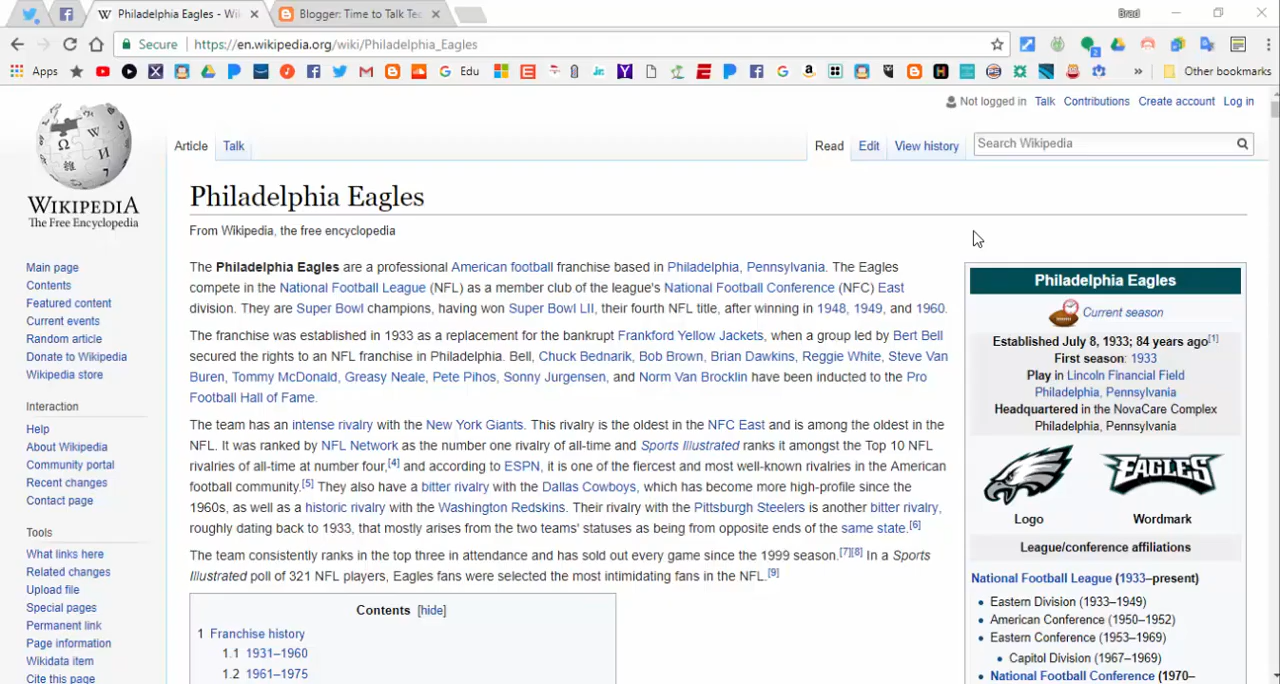 Philadelphia Eagles - Wi
Blogger: Time to Talk Te
Brad
Secure
https://en.wikipedia.org/wiki/Philadelphia_Eagles
Apps
Edu
»
Other bookmarks
Not logged in Talk Contributions Create account Log in
Article Talk
Read Edit View history
Search Wikipedia
WIKIPEDIA
The Free Encyclopedia
Main page
Contents
Featured content
Current events
Random article
Donate to Wikipedia
Wikipedia store
Interaction
Help
About Wikipedia
Community portal
Recent changes
Contact page
Tools
What links here
Related changes
Upload file
Special pages
Permanent link
Page information
Wikidata item
Cite this page
Philadelphia Eagles
From Wikipedia, the free encyclopedia
The Philadelphia Eagles are a professional American football franchise based in Philadelphia, Pennsylvania. The Eagles
compete in the National Football League (NFL) as a member club of the league's National Football Conference (NFC) East
division. They are Super Bowl champions, having won Super Bowl LII, their fourth NFL title, after winning in 1948, 1949, and 1960.
The franchise was established in 1933 as a replacement for the bankrupt Frankford Yellow Jackets, when a group led by Bert Bell
secured the rights to an NFL franchise in Philadelphia. Bell, Chuck Bednarik, Bob Brown, Brian Dawkins, Reggie White, Steve Van
Buren, Tommy McDonald, Greasy Neale, Pete Pihos, Sonny Jurgensen, and Norm Van Brocklin have been inducted to the Pro
Football Hall of Fame.
The team has an intense rivalry with the New York Giants. This rivalry is the oldest in the NFC East and is among the oldest in the
NFL. It was ranked by NFL Network as the number one rivalry of all-time and Sports Illustrated ranks it amongst the Top 10 NFL
rivalries of all-time at number four,[4] and according to ESPN, it is one of the fiercest and most well-known rivalries in the American
football community.[5] They also have a bitter rivalry with the Dallas Cowboys, which has become more high-profile since the
1960s, as well as a historic rivalry with the Washington Redskins. Their rivalry with the Pittsburgh Steelers is another bitter rivalry,
roughly dating back to 1933, that mostly arises from the two teams' statuses as being from opposite ends of the same state.[6]
The team consistently ranks in the top three in attendance and has sold out every game since the 1999 season.[7][8] In a Sports
Illustrated poll of 321 NFL players, Eagles fans were selected the most intimidating fans in the NFL.[9]
Contents [hide]
1 Franchise history
1.1 1931–1960
1.2 1961–1975
Philadelphia Eagles
Current season
Established July 8, 1933; 84 years ago[1]
First season: 1933
Play in Lincoln Financial Field
Philadelphia, Pennsylvania
Headquartered in the NovaCare Complex
Philadelphia, Pennsylvania
EAGLES
Logo
Wordmark
League/conference affiliations
National Football League (1933–present)
Eastern Division (1933–1949)
American Conference (1950–1952)
Eastern Conference (1953–1969)
Capitol Division (1967–1969)
National Football Conference (1970–